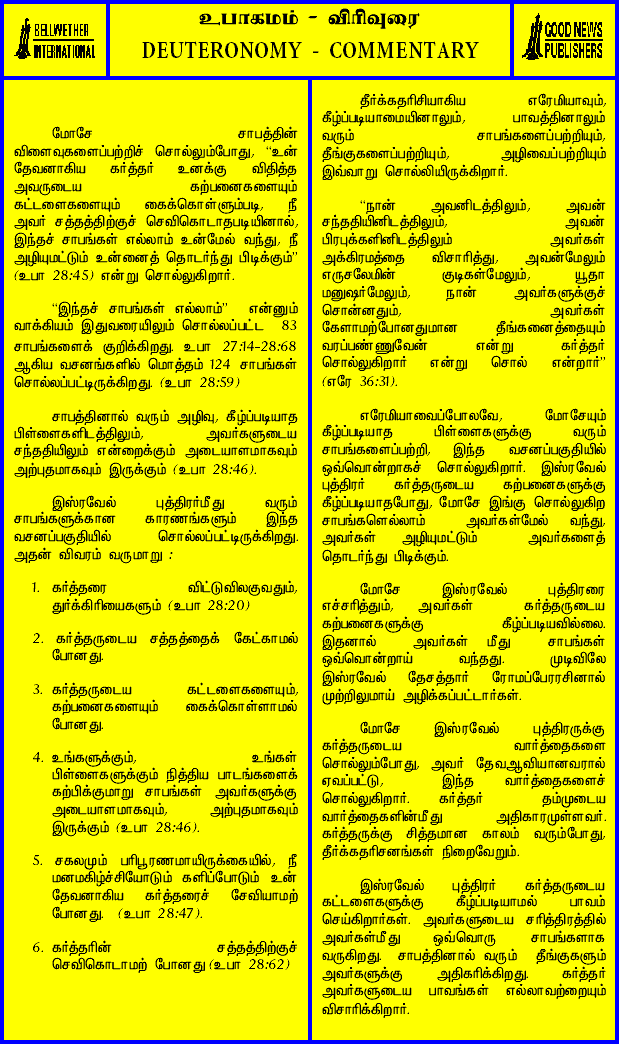 BELLWETHER
INTERNATIONAL
உபாகமம் - விரிவுரை
DEUTERONOMY - COMMENTARY
GOOD NEWS
PUBLISHERS
மோசே சாபத்தின்
விளைவுகளைப்பற்றிச் சொல்லும்போது, “உன்
தேவனாகிய கர்த்தர் உனக்கு விதித்த
அவருடைய கற்பனைகளையும்
கட்டளைகளையும் கைக்கொள்ளும்படி, நீ
அவர் சத்தத்திற்குச் செவிகொடாதபடியினால்,
இந்தச் சாபங்கள் எல்லாம் உன்மேல் வந்து, நீ
அழியுமட்டும் உன்னைத் தொடர்ந்து பிடிக்கும்”
(உபா 28:45) என்று சொல்லுகிறார்.
“இந்தச் சாபங்கள் எல்லாம்” என்னும்
வாக்கியம் இதுவரையிலும் சொல்லப்பட்ட 83
சாபங்களைக் குறிக்கிறது. உபா 27:14-28:68
ஆகிய வசனங்களில் மொத்தம் 124 சாபங்கள்
சொல்லப்பட்டிருக்கிறது. (உபா 28:59)
சாபத்தினால் வரும் அழிவு, கீழ்ப்படியாத
பிள்ளைகளிடத்திலும், அவர்களுடைய
சந்ததியிலும் என்றைக்கும் அடையாளமாகவும்
அற்புதமாகவும் இருக்கும் (உபா 28:46).
இஸ்ரவேல் புத்திரர்மீது வரும்
சாபங்களுக்கான காரணங்களும் இந்த
வசனப்பகுதியில் சொல்லப்பட்டிருக்கிறது.
அதன் விவரம் வருமாறு :
1. கர்த்தரை விட்டுவிலகுவதும்,
துர்க்கிரியைகளும் (உபா 28:20)
2. கர்த்தருடைய சத்தத்தைக் கேட்காமல்
போனது.
3. கர்த்தருடைய கட்டளைகளையும்,
கற்பனைகளையும் கைக்கொள்ளாமல்
போனது.
4. உங்களுக்கும், உங்கள்
பிள்ளைகளுக்கும் நித்திய பாடங்களைக்
கற்பிக்குமாறு சாபங்கள் அவர்களுக்கு
அடையாளமாகவும், அற்புதமாகவும்
இருக்கும் (உபா 28:46).
5. சகலமும் பரிபூரணமாயிருக்கையில், நீ
மனமகிழ்ச்சியோடும் களிப்போடும் உன்
தேவனாகிய கர்த்தரைச் சேவியாமற்
போனது. (உபா 28:47).
6. கர்த்தரின் சத்தத்திற்குச்
செவிகொடாமற் போனது (உபா 28:62)
தீர்க்கதரிசியாகிய எரேமியாவும்,
கீழ்ப்படியாமையினாலும், பாவத்தினாலும்
வரும் சாபங்களைப்பற்றியும்,
தீங்குகளைப்பற்றியும், அழிவைப்பற்றியும்
இவ்வாறு சொல்லியிருக்கிறார்.
“நான் அவனிடத்திலும், அவன்
சந்ததியினிடத்திலும், அவன்
பிரபுக்களினிடத்திலும் அவர்கள்
அக்கிரமத்தை விசாரித்து, அவன்மேலும்
எருசலேமின் குடிகள்மேலும், யூதா
மனுஷர்மேலும், நான் அவர்களுக்குச்
சொன்னதும், அவர்கள்
கேளாமற்போனதுமான தீங்கனைத்தையும்
வரப்பண்ணுவேன் என்று கர்த்தர்
சொல்லுகிறார் என்று சொல் என்றார்”
(எரே 36:31).
எரேமியாவைப்போலவே, மோசேயும்
கீழ்ப்படியாத பிள்ளைகளுக்கு வரும்
சாபங்களைப்பற்றி, இந்த வசனப்பகுதியில்
ஒவ்வொன்றாகச் சொல்லுகிறார். இஸ்ரவேல்
புத்திரர் கர்த்தருடைய கற்பனைகளுக்கு
கீழ்ப்படியாதபோது, மோசே இங்கு சொல்லுகிற
சாபங்களெல்லாம் அவர்கள்மேல் வந்து,
அவர்கள் அழியுமட்டும் அவர்களைத்
தொடர்ந்து பிடிக்கும்.
மோசே இஸ்ரவேல் புத்திரரை
எச்சரித்தும், அவர்கள் கர்த்தருடைய
கற்பனைகளுக்கு கீழ்ப்படியவில்லை.
இதனால் அவர்கள் மீது சாபங்கள்
ஒவ்வொன்றாய் வந்தது. முடிவிலே
இஸ்ரவேல் தேசத்தார் ரோமப்பேரரசினால்
முற்றிலுமாய் அழிக்கப்பட்டார்கள்.
மோசே இஸ்ரவேல் புத்திரருக்கு
கர்த்தருடைய வார்த்தைகளை
சொல்லும்போது, அவர் தேவஆவியானவரால்
ஏவப்பட்டு, இந்த வார்த்தைகளைச்
சொல்லுகிறார். கர்த்தர் தம்முடைய
வார்த்தைகளின்மீது அதிகாரமுள்ளவர்.
கர்த்தருக்கு சித்தமான காலம் வரும்போது,
தீர்க்கதரிசனங்கள் நிறைவேறும்.
இஸ்ரவேல் புத்திரர் கர்த்தருடைய
கட்டளைகளுக்கு கீழ்ப்படியாமல் பாவம்
செய்கிறார்கள். அவர்களுடைய சரித்திரத்தில்
அவர்கள்மீது ஒவ்வொரு சாபங்களாக
வருகிறது. சாபத்தினால் வரும் தீங்குகளும்
அவர்களுக்கு அதிகரிக்கிறது. கர்த்தர்
அவர்களுடைய பாவங்கள் எல்லாவற்றையும்
விசாரிக்கிறார்.